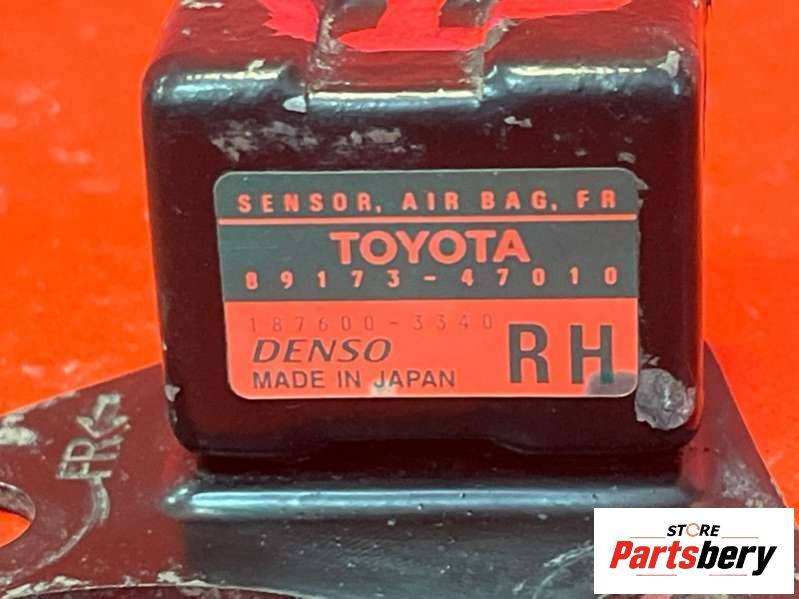 SENSOR, AIR BAG, FR
TOYOTA
89173-47010
187600-3340
DENSO
RH
MADE IN JAPAN
FR
STORE
Partsbery